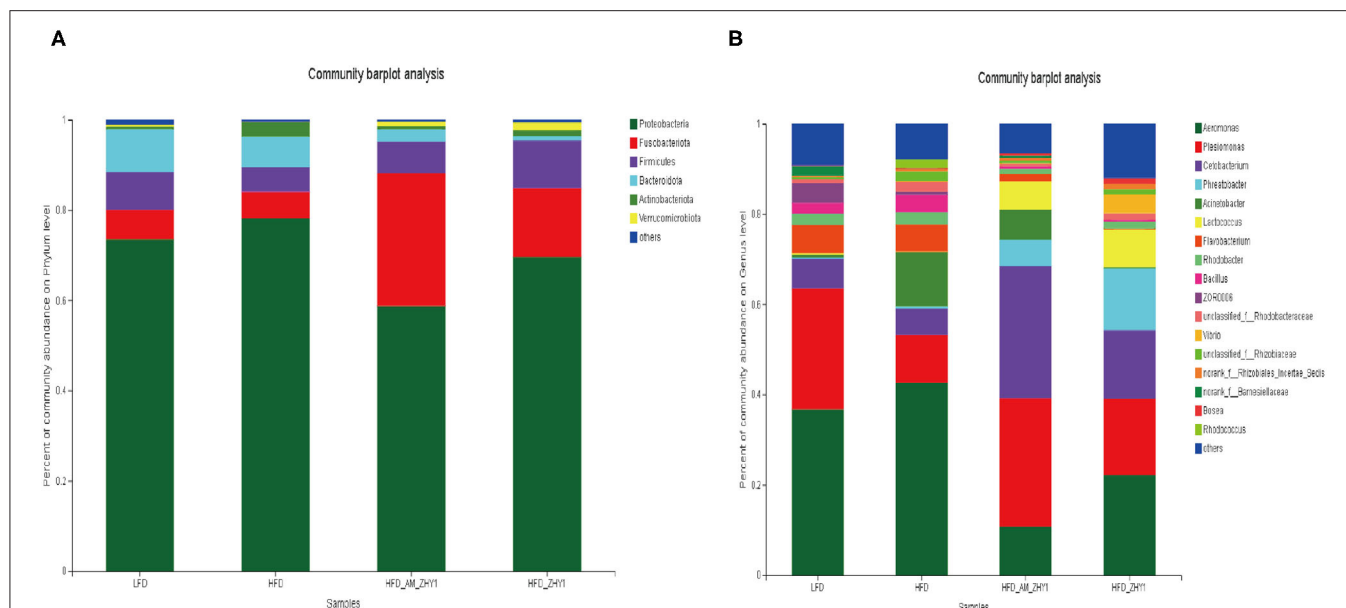 A
Community barplot analysis
Percent of community abundance on Phylum level
1
0.8
0.6
0.4
0.2
0
LFD
HFD
HFD_AM_ZHY1
HFD_ZHY1
Samples
Proteobacteria
Fusobacteriota
Firmicutes
Bacteroidota
Actinobacteriota
Verrucomicrobiota
others
B
Community barplot analysis
Percent of community abundance on Genus level
1
0.8
0.6
0.4
0.2
0
LFD
HFD
HFD_AM_ZHY1
HFD_ZHY1
Samples
Aeromonas
Plesiomonas
Cetobacterium
Phreatobacter
Acinetobacter
Lactococcus
Flavobacterium
Rhodobacter
Bacillus
ZOR0006
unclassified_f__Rhodobacteraceae
Vibrio
unclassified_f__Rhizobiaceae
norank_f__Rhizobiales_Incertae_Sedis
norank_f__Barnesiellaceae
Bosea
Rhodococcus
others